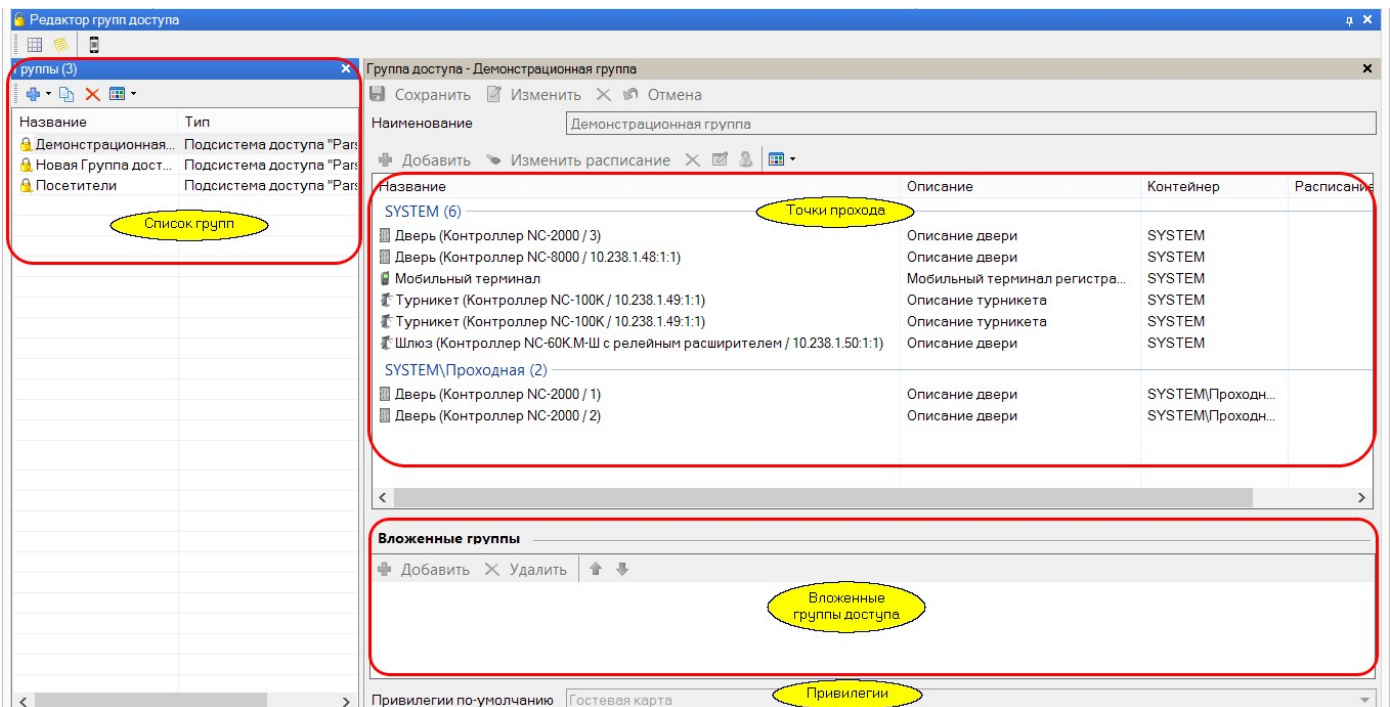 Редактор групп доступа
Группы (3)
Название Тип
Демонстрационная... Подсистема доступа "Pars
Новая Группа дост... Подсистема доступа "Pars
Посетители Подсистема доступа "Pars
Список групп
Группа доступа - Демонстрационная группа
Сохранить Изменить Отмена
Наименование Демонстрационная группа
Добавить Изменить расписание
Название Описание Контейнер Расписание
SYSTEM (6) Точки прохода
Дверь (Контроллер NC-2000 / 3) Описание двери SYSTEM
Дверь (Контроллер NC-8000 / 10.238.1.48:1:1) Описание двери SYSTEM
Мобильный терминал Мобильный терминал регистра... SYSTEM
Турникет (Контроллер NC-100K / 10.238.1.49:1:1) Описание турникета SYSTEM
Турникет (Контроллер NC-100K / 10.238.1.49:1:1) Описание турникета SYSTEM
Шлюз (Контроллер NC-60K.M-Ш с релейным расширителем / 10.238.1.50:1:1) Описание двери SYSTEM
SYSTEM\Проходная (2)
Дверь (Контроллер NC-2000 / 1) Описание двери SYSTEM\Проходн...
Дверь (Контроллер NC-2000 / 2) Описание двери SYSTEM\Проходн...
Вложенные группы
Добавить Удалить
Вложенные
группы доступа
Привилегии по-умолчанию Гостевая карта Привилегии